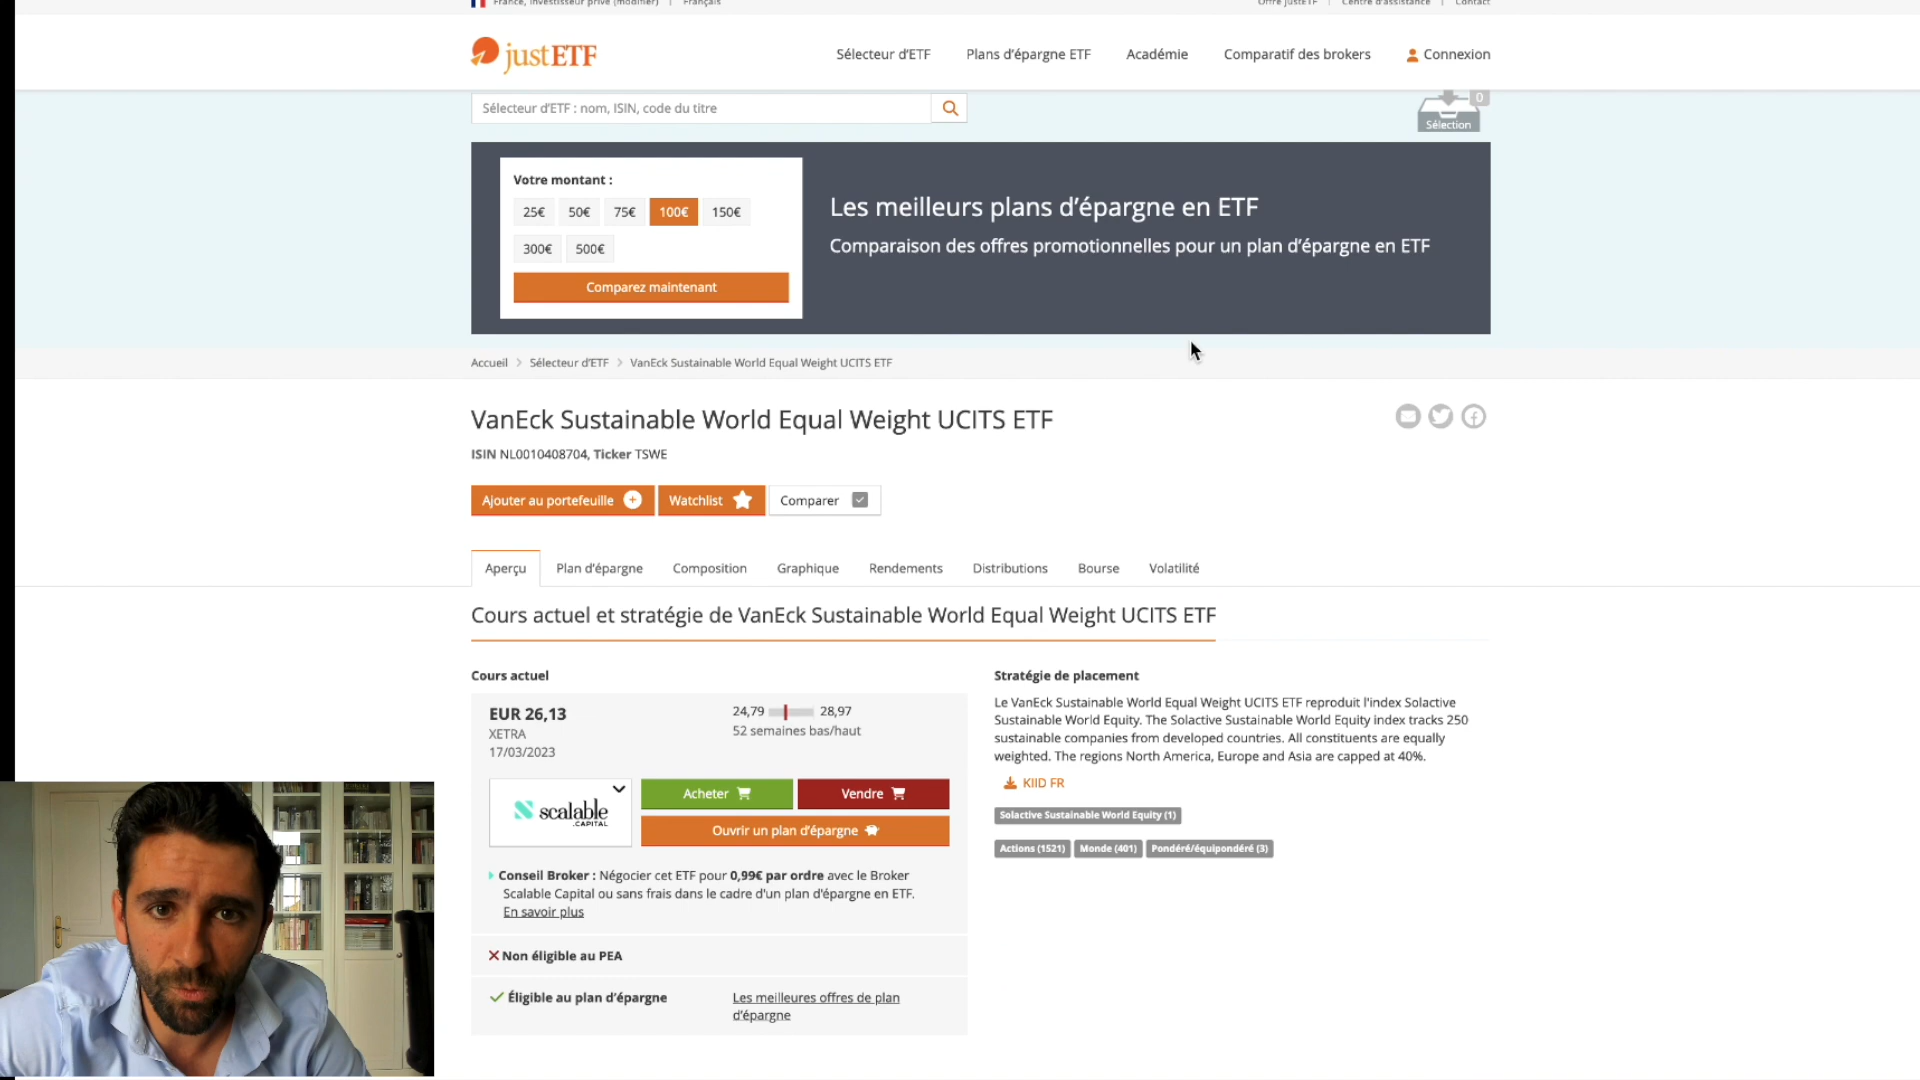 France, investisseur privé (modifier) | Français
Offre justETF | Centre d'assistance | Contact
justETF
Sélecteur d'ETF
Plans d'épargne ETF
Académie
Comparatif des brokers
Connexion
Sélecteur d'ETF : nom, ISIN, code du titre
0
Sélection
Votre montant :
25€ 50€ 75€ 100€ 150€
300€ 500€
Comparez maintenant
Les meilleurs plans d'épargne en ETF
Comparaison des offres promotionnelles pour un plan d'épargne en ETF
Accueil > Sélecteur d'ETF > VanEck Sustainable World Equal Weight UCITS ETF
VanEck Sustainable World Equal Weight UCITS ETF
ISIN NL0010408704, Ticker TSWE
Ajouter au portefeuille
Watchlist
Comparer
Aperçu
Plan d'épargne
Composition
Graphique
Rendements
Distributions
Bourse
Volatilité
Cours actuel et stratégie de VanEck Sustainable World Equal Weight UCITS ETF
Cours actuel
EUR 26,13
XETRA
17/03/2023
24,79 28,97
52 semaines bas/haut
scalable
CAPITAL
Acheter
Vendre
Ouvrir un plan d'épargne
Conseil Broker : Négocier cet ETF pour 0,99€ par ordre avec le Broker
Scalable Capital ou sans frais dans le cadre d'un plan d'épargne en ETF.
En savoir plus
Non éligible au PEA
Éligible au plan d'épargne
Les meilleures offres de plan
d'épargne
Stratégie de placement
Le VanEck Sustainable World Equal Weight UCITS ETF reproduit l'index Solactive
Sustainable World Equity. The Solactive Sustainable World Equity index tracks 250
sustainable companies from developed countries. All constituents are equally
weighted. The regions North America, Europe and Asia are capped at 40%.
KIID FR
Solactive Sustainable World Equity (1)
Actions (1521) Monde (401) Pondéré/équipondéré (3)